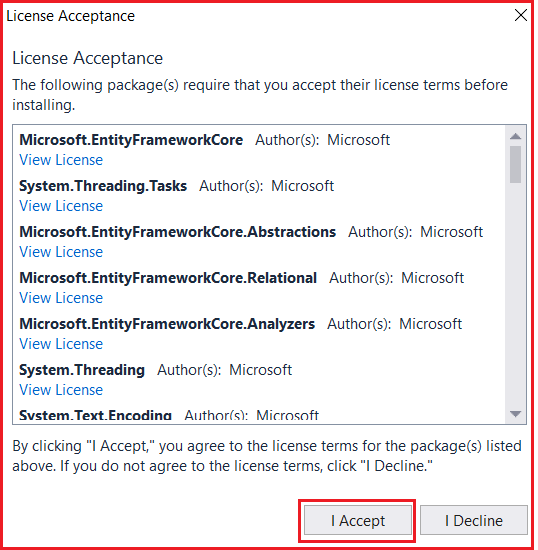 License Acceptance
License Acceptance
The following package(s) require that you accept their license terms before
installing.
Microsoft.EntityFrameworkCore Author(s): Microsoft
View License
System.Threading.Tasks Author(s): Microsoft
View License
Microsoft.EntityFrameworkCore.Abstractions Author(s): Microsoft
View License
Microsoft.EntityFrameworkCore.Relational Author(s): Microsoft
View License
Microsoft.EntityFrameworkCore.Analyzers Author(s): Microsoft
View License
System.Threading Author(s): Microsoft
View License
System.Text.Encoding Author(s): Microsoft
By clicking "I Accept," you agree to the license terms for the package(s) listed
above. If you do not agree to the license terms, click "I Decline."
I Accept I Decline